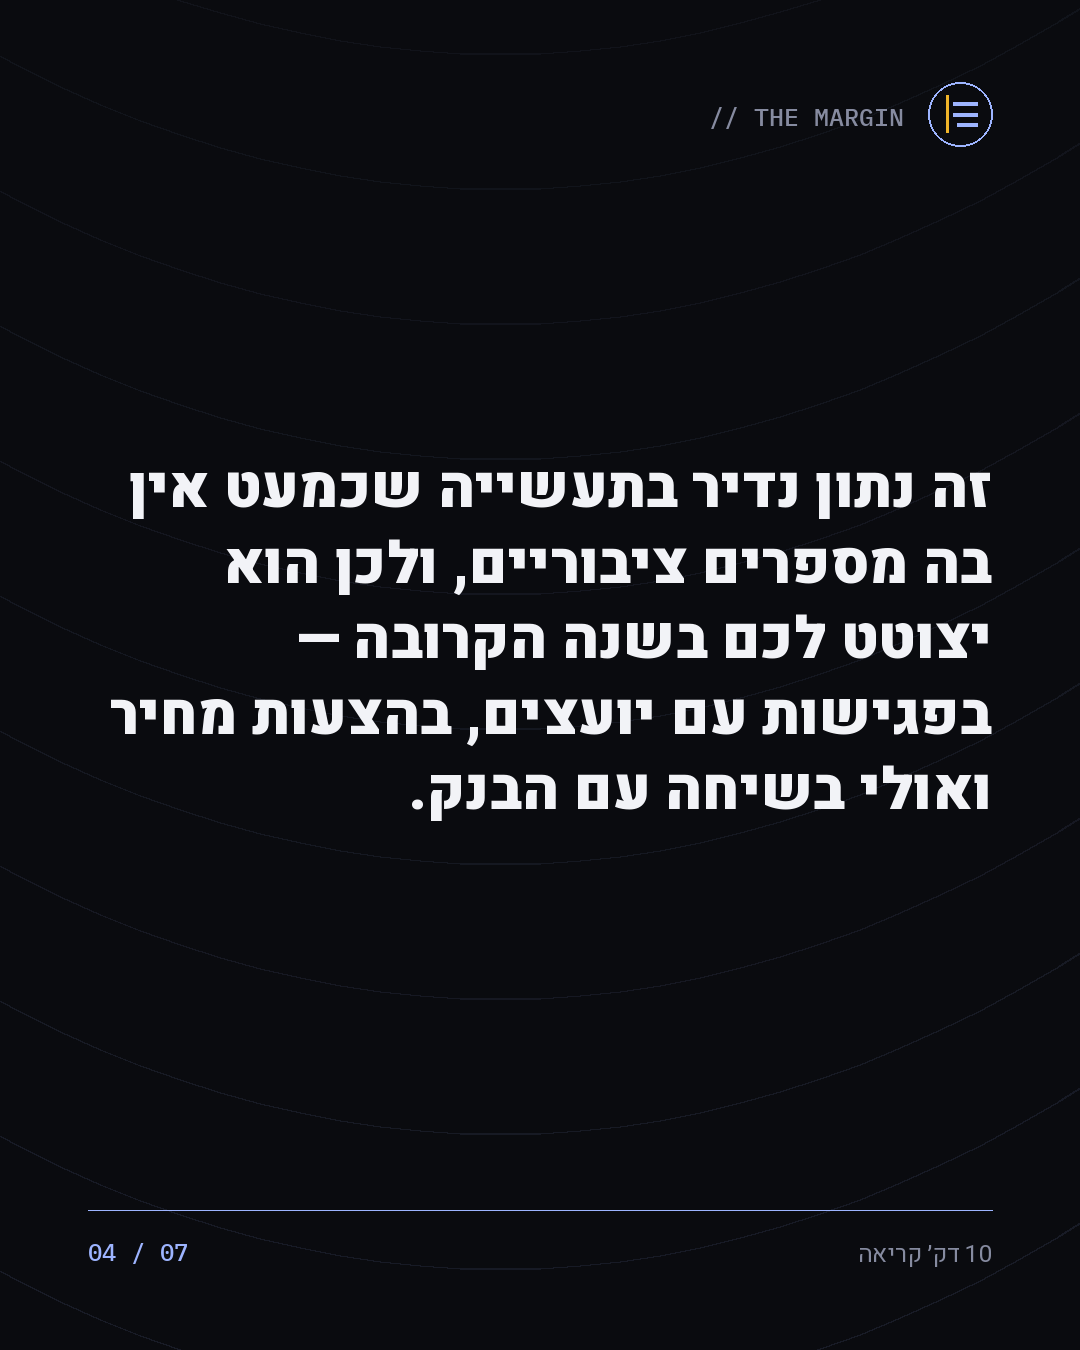 // THE MARGIN
זה נתון נדיר בתעשייה שכמעט אין
בה מספרים ציבוריים, ולכן הוא
יצוטט לכם בשנה הקרובה —
בפגישות עם יועצים, בהצעות מחיר
ואולי בשיחה עם הבנק.
10 דק׳ קריאה
04 / 07